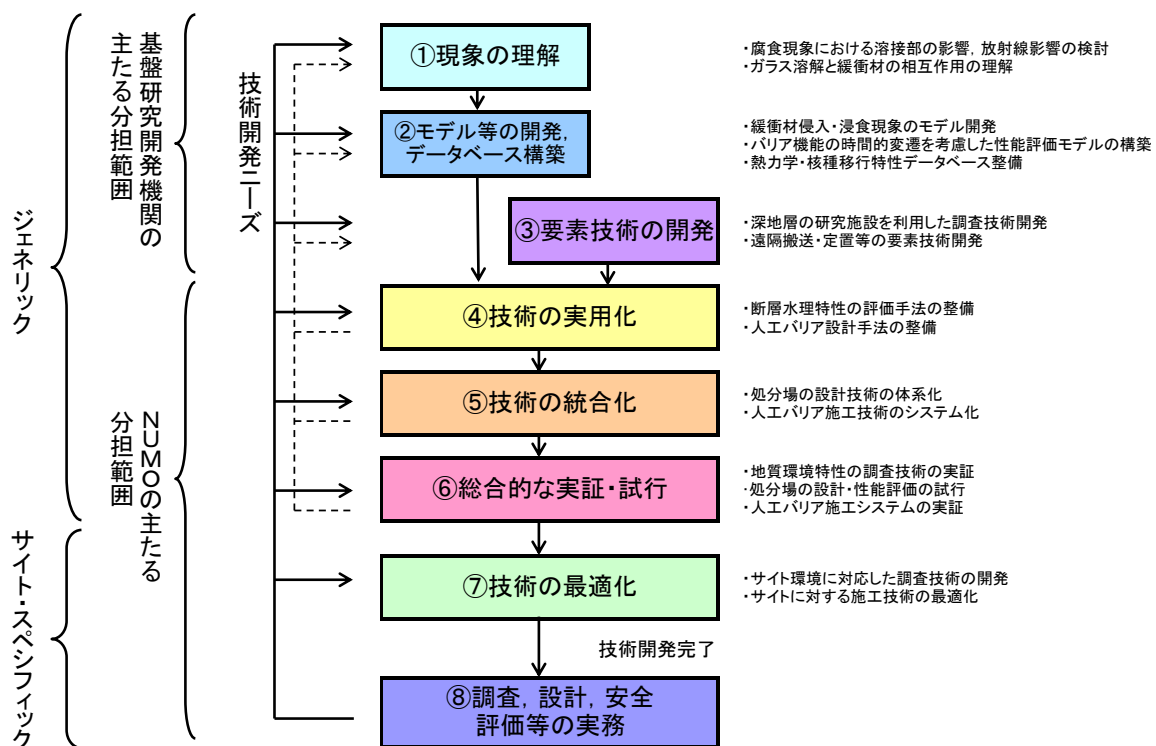 ジェネリック
サイト・スペシフィック
基盤研究開発機関の
主たる分担範囲
NUMOの主たる
分担範囲
技術開発ニーズ
①現象の理解
・腐食現象における溶接部の影響，放射線影響の検討
・ガラス溶解と緩衝材の相互作用の理解
②モデル等の開発，
データベース構築
・緩衝材侵入・浸食現象のモデル開発
・バリア機能の時間的変遷を考慮した性能評価モデルの構築
・熱力学・核種移行特性データベース整備
③要素技術の開発
・深地層の研究施設を利用した調査技術開発
・遠隔搬送・定置等の要素技術開発
④技術の実用化
・断層水理特性の評価手法の整備
・人工バリア設計手法の整備
⑤技術の統合化
・処分場の設計技術の体系化
・人工バリア施工技術のシステム化
⑥総合的な実証・試行
・地質環境特性の調査技術の実証
・処分場の設計・性能評価の試行
・人工バリア施工システムの実証
⑦技術の最適化
・サイト環境に対応した調査技術の開発
・サイトに対する施工技術の最適化
技術開発完了
⑧調査，設計，安全
評価等の実務